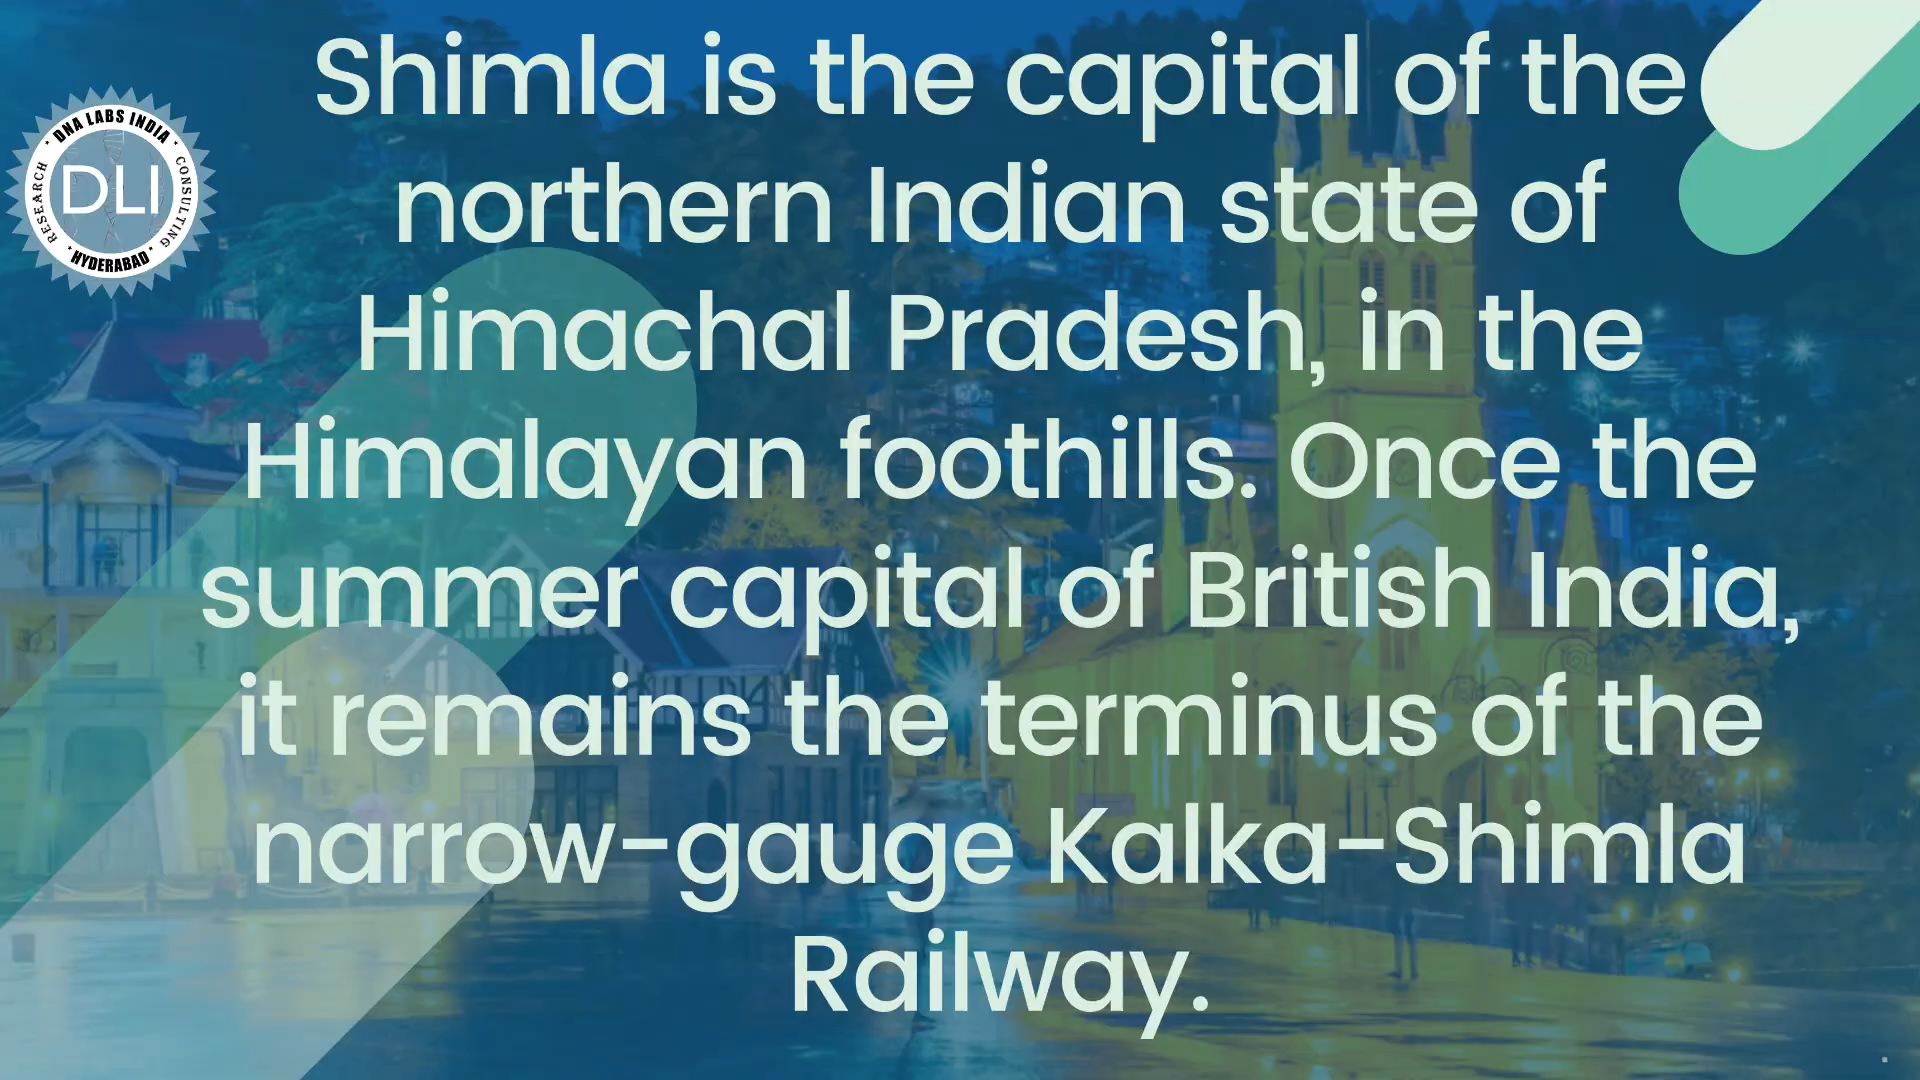 Shimla is the capital of the
northern Indian state of
Himachal Pradesh, in the
Himalayan foothills. Once the
summer capital of British India,
it remains the terminus of the
narrow-gauge Kalka-Shimla
Railway.
DNA LABS INDIA
RESEARCH
DLI
CONSULTING
HYDERABAD